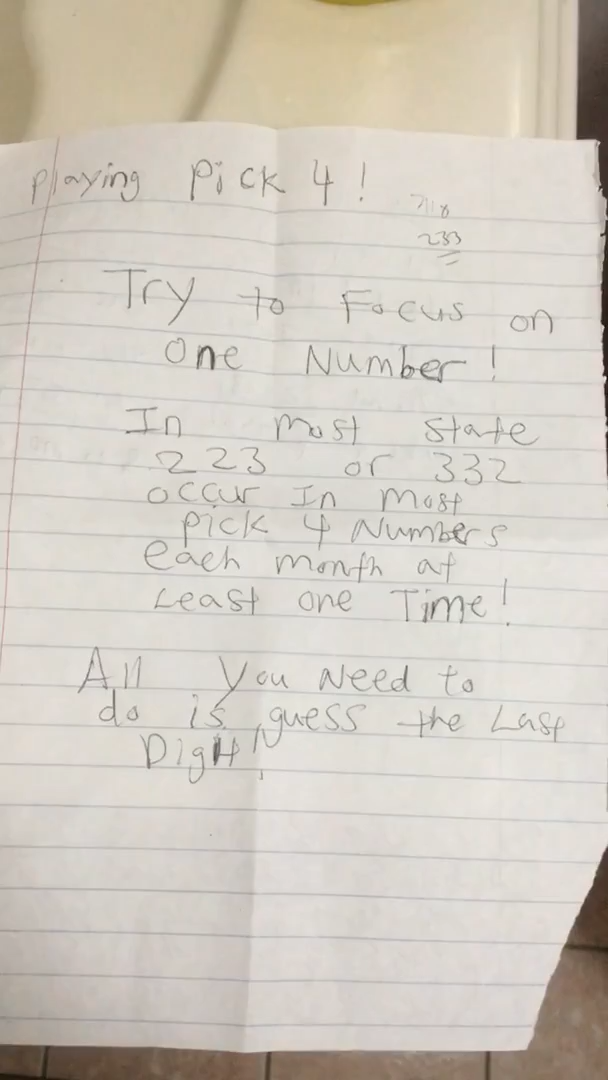 playing Pick 4!
7118
233
Try to Focus on
one Number!
In most state
223 or 332
occur In most
pick 4 Numbers
each month at
Least one Time!
All You Need to
do is guess the Last
Digit!